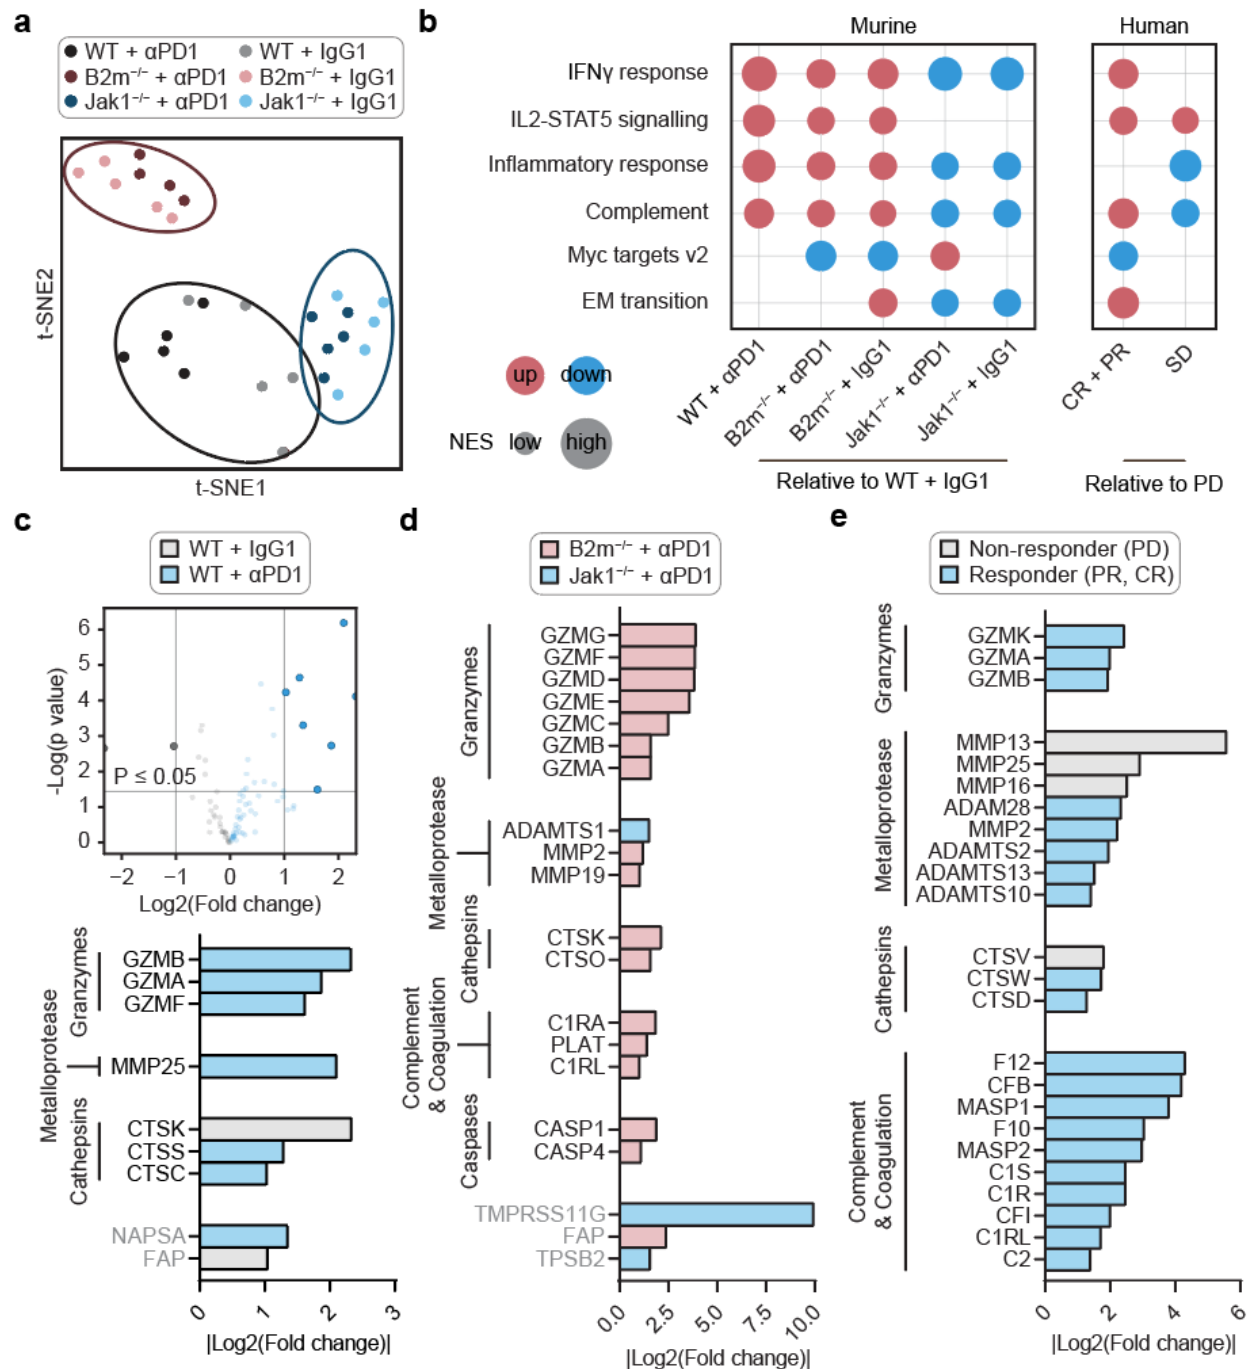 a
WT + αPD1
WT + IgG1
B2m⁻/⁻ + αPD1
B2m⁻/⁻ + IgG1
Jak1⁻/⁻ + αPD1
Jak1⁻/⁻ + IgG1
t-SNE2
t-SNE1
b
Murine
Human
IFNγ response
IL2-STAT5 signalling
Inflammatory response
Complement
Myc targets v2
EM transition
up
down
NES
low
high
WT + αPD1
B2m⁻/⁻ + αPD1
B2m⁻/⁻ + IgG1
Jak1⁻/⁻ + αPD1
Jak1⁻/⁻ + IgG1
Relative to WT + IgG1
CR + PR
SD
Relative to PD
c
WT + IgG1
WT + αPD1
-Log(p value)
6
5
4
3
2
1
0
P ≤ 0.05
−2
−1
0
1
2
Log2(Fold change)
Granzymes
GZMB
GZMA
GZMF
Metalloprotease
MMP25
Cathepsins
CTSK
CTSS
CTSC
NAPSA
FAP
0
1
2
3
|Log2(Fold change)|
d
B2m⁻/⁻ + αPD1
Jak1⁻/⁻ + αPD1
Granzymes
GZMG
GZMF
GZMD
GZME
GZMC
GZMB
GZMA
Metalloprotease
ADAMTS1
MMP2
MMP19
Cathepsins
CTSK
CTSO
Complement
& Coagulation
C1RA
PLAT
C1RL
Caspases
CASP1
CASP4
TMPRSS11G
FAP
TPSB2
0.0
2.5
5.0
7.5
10.0
|Log2(Fold change)|
e
Non-responder (PD)
Responder (PR, CR)
Granzymes
GZMK
GZMA
GZMB
Metalloprotease
MMP13
MMP25
MMP16
ADAM28
MMP2
ADAMTS2
ADAMTS13
ADAMTS10
Cathepsins
CTSV
CTSW
CTSD
Complement
& Coagulation
F12
CFB
MASP1
F10
MASP2
C1S
C1R
CFI
C1RL
C2
0
2
4
6
|Log2(Fold change)|